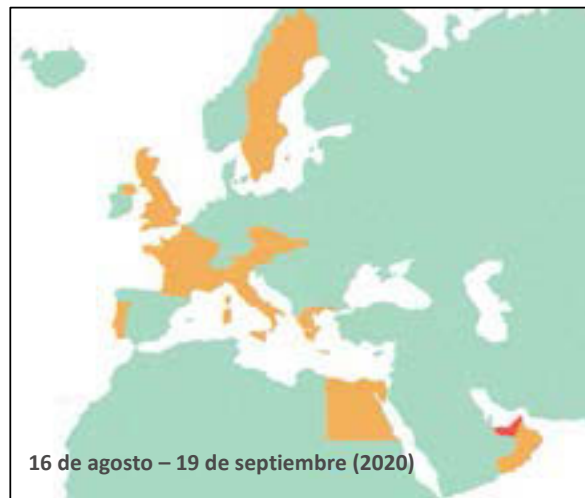 16 de agosto – 19 de septiembre (2020)